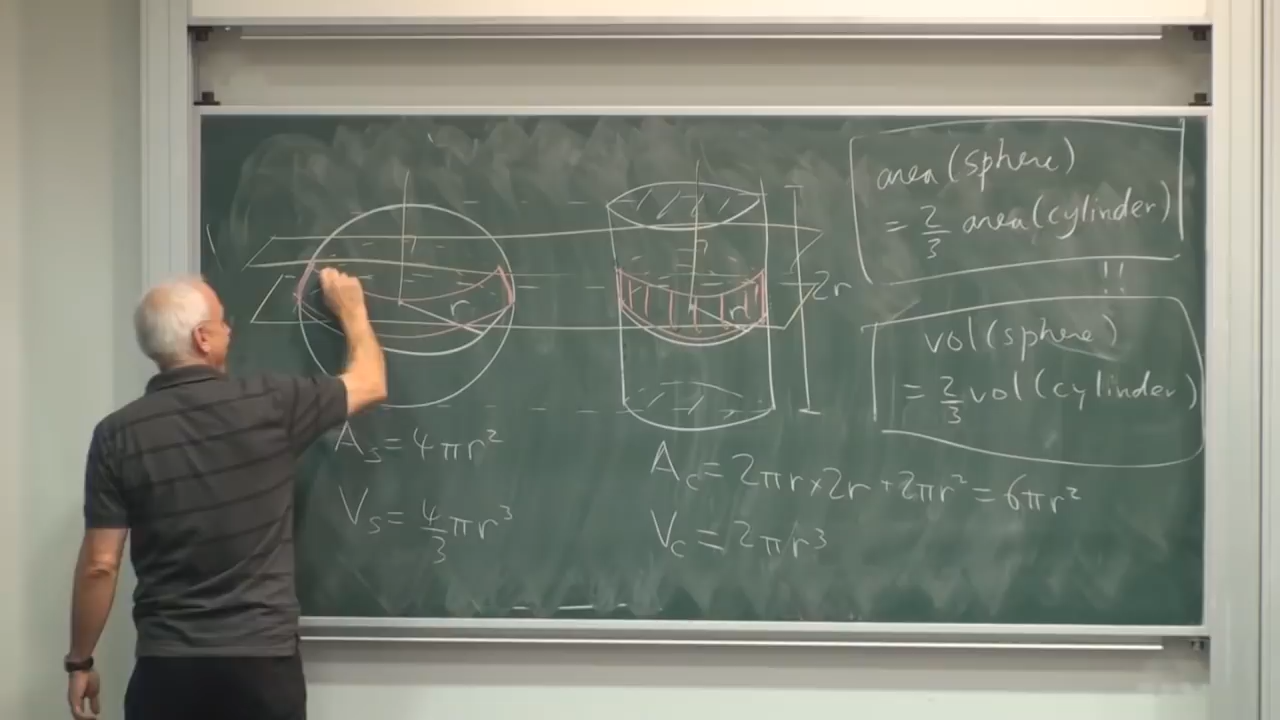 r
r
2r
A_s = 4πr²
V_s = 4/3 πr³
A_c = 2πr×2r + 2πr² = 6πr²
V_c = 2πr³
area(sphere)
= 2/3 area(cylinder)
!!
vol(sphere)
= 2/3 vol(cylinder)